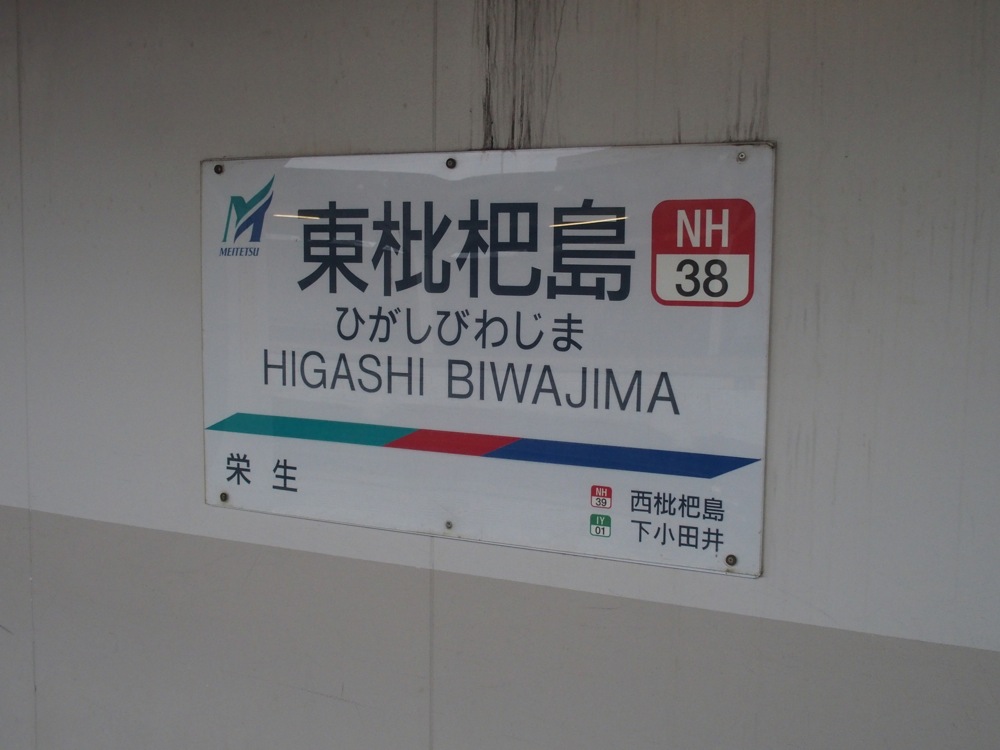 MEITETSU
東枇杷島
NH
38
ひがしびわじま
HIGASHI BIWAJIMA
栄生
NH
39
西枇杷島
IY
01
下小田井